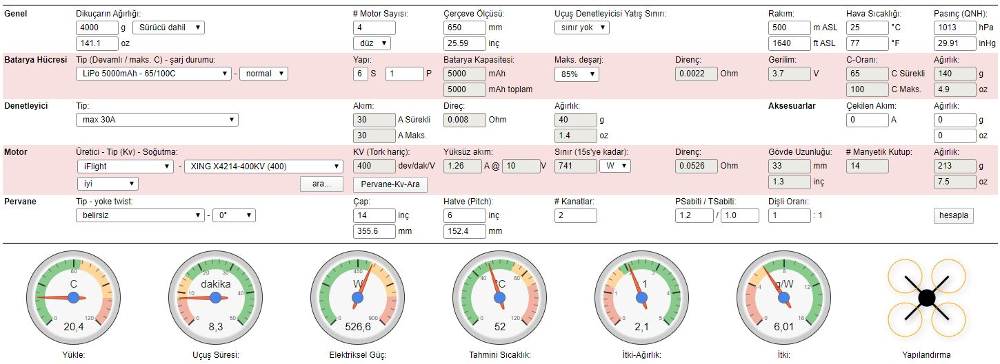 Genel Dikuçarın Ağırlığı: # Motor Sayısı: Çerçeve Ölçüsü: Uçuş Denetleyicisi Yatış Sınırı: Rakım: Hava Sıcaklığı: Pasınç (QNH):
4000 g Sürücü dahil 4 650 mm sınır yok 500 m ASL 25 °C 1013 hPa
141.1 oz düz 25.59 inç 1640 ft ASL 77 °F 29.91 inHg
Batarya Hücresi Tip (Devamlı / maks. C) - şarj durumu: Yapı: Batarya Kapasitesi: Maks. deşarj: Direnç: Gerilim: C-Oranı: Ağırlık:
LiPo 5000mAh - 65/100C - normal 6 S 1 P 5000 mAh 85% 0.0022 Ohm 3.7 V 65 C Sürekli 140 g
5000 mAh toplam 100 C Maks. 4.9 oz
Denetleyici Tip: Akım: Direç: Ağırlık: Aksesuarlar Çekilen Akım: Ağırlık:
max 30A 30 A Sürekli 0.008 Ohm 40 g 0 A 0 g
30 A Maks. 1.4 oz 0 oz
Motor Üretici - Tip (Kv) - Soğutma: KV (Tork hariç): Yüksüz akım: Sınır (15s'ye kadar): Direnç: Gövde Uzunluğu: # Manyetik Kutup: Ağırlık:
iFlight - XING X4214-400KV (400) 400 dev/dak/V 1.26 A @ 10 V 741 W 0.0526 Ohm 33 mm 14 213 g
iyi ara... Pervane-Kv-Ara 1.3 inç 7.5 oz
Pervane Tip - yoke twist: Çap: Hatve (Pitch): # Kanatlar: PSabiti / TSabiti: Dişli Oranı:
belirsiz - 0° 14 inç 6 inç 2 1.2 / 1.0 1 : 1 hesapla
355.6 mm 152.4 mm
60 20 30 450 40 80 2 3 8
C dakika W °C : 1 g/W
10 40 1 4 4 12
0 120 0 50 0 900 0 120 0 5 0 16
20,4 8,3 526,6 52 2,1 6,01
Yükle: Uçuş Süresi: Elektriksel Güç: Tahmini Sıcaklık: İtki-Ağırlık: İtki: Yapılandırma